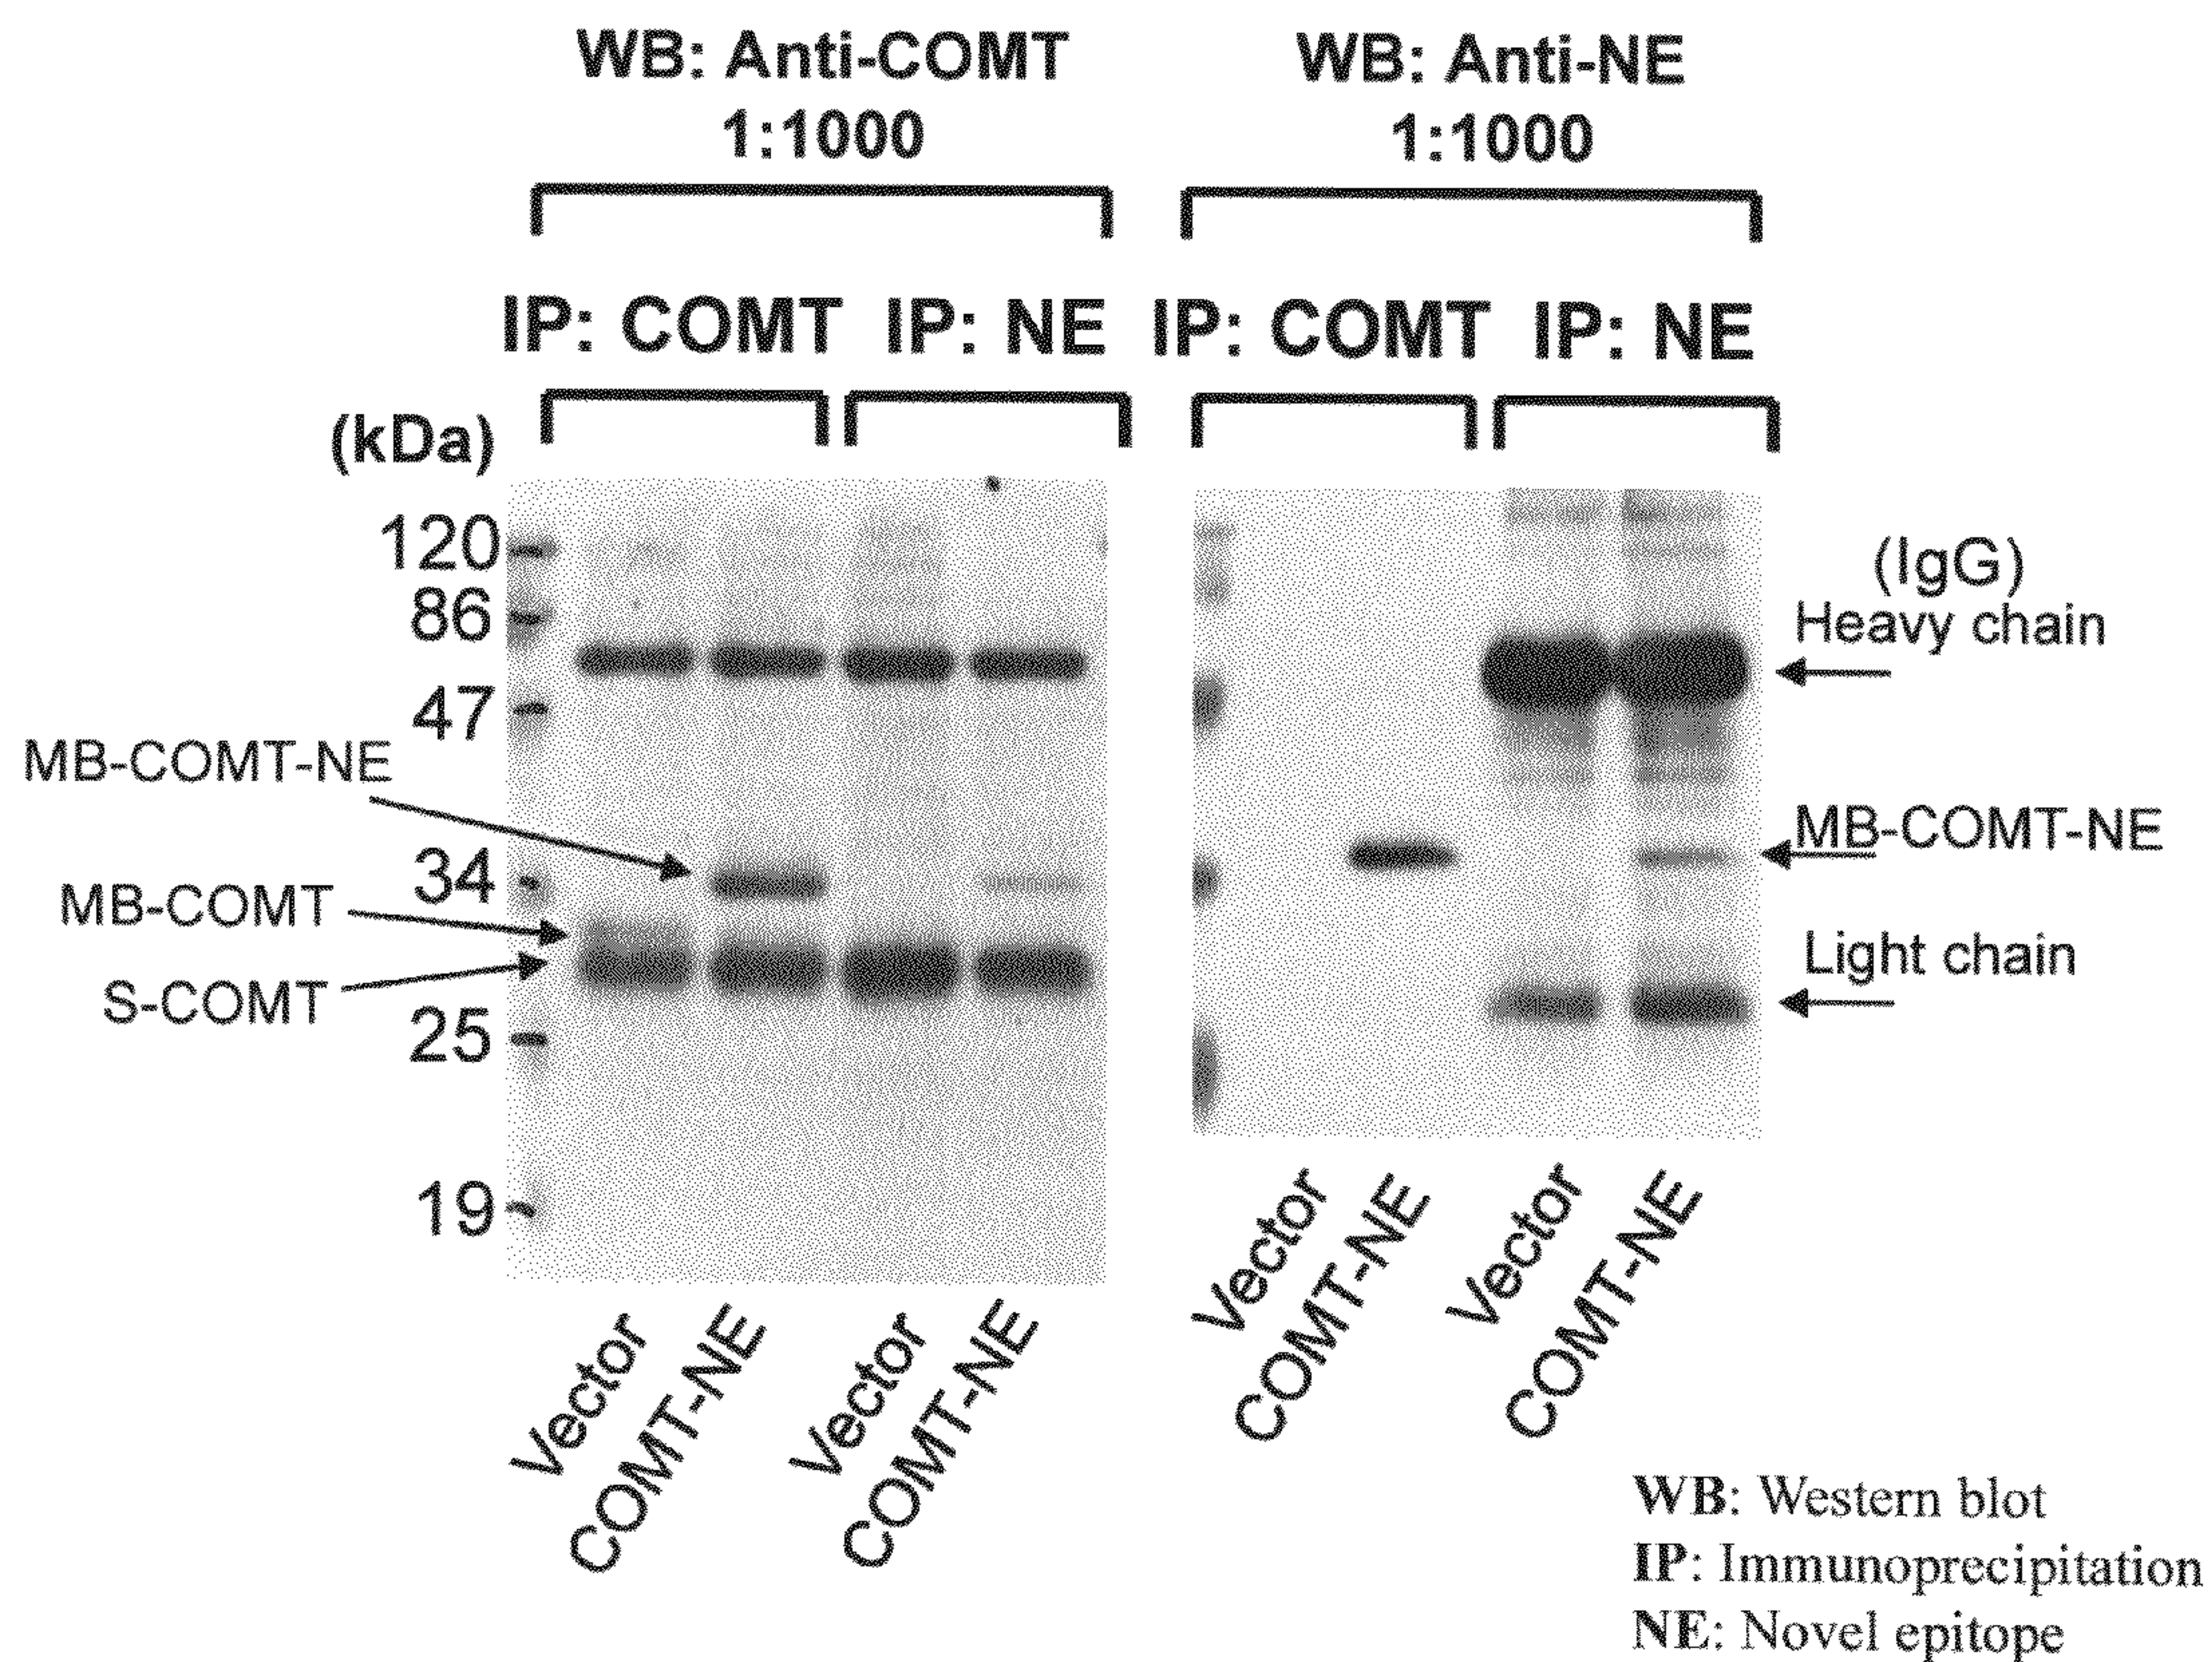 WB: Anti-COMT
1:1000
WB: Anti-NE
1:1000
IP: COMT IP: NE IP: COMT IP: NE
(kDa)
120
86
47
MB-COMT-NE
34
MB-COMT
S-COMT
25
19
(IgG)
Heavy chain
MB-COMT-NE
Light chain
Vector
COMT-NE
Vector
COMT-NE
Vector
COMT-NE
Vector
COMT-NE
WB: Western blot
IP: Immunoprecipitation
NE: Novel epitope